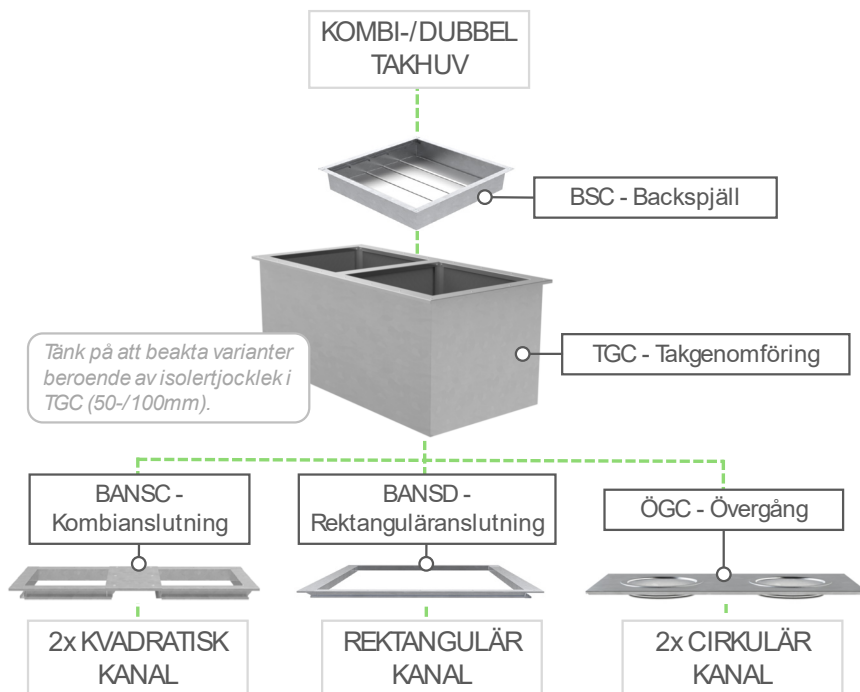 KOMBI-/DUBBEL
TAKHUV
BSC - Backspjäll
TGC - Takgenomföring
Tänk på att beakta varianter
beroende av isolertjocklek i
TGC (50-/100mm).
BANSC -
Kombianslutning
BANSD -
Rektanguläranslutning
ÖGC - Övergång
2x KVADRATISK
KANAL
REKTANGULÄR
KANAL
2x CIRKULÄR
KANAL